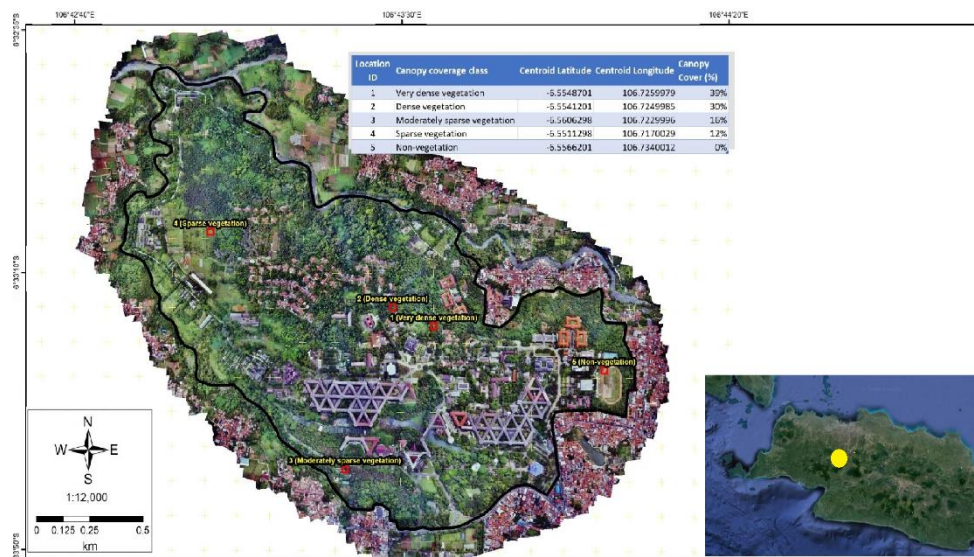 106°42'40"E
106°43'30"E
106°44'20"E
6°33'10"S
Location ID Canopy coverage class Centroid Latitude Centroid Longitude Canopy Cover (%)
1 Very dense vegetation -6.5548701 106.7259979 39%
2 Dense vegetation -6.5541201 106.7249985 30%
3 Moderately sparse vegetation -6.5606298 106.7229996 16%
4 Sparse vegetation -6.5511298 106.7170029 12%
5 Non-vegetation -6.5566201 106.7340012 0%
4 (Sparse vegetation)
2 (Dense vegetation)
1 (Very dense vegetation)
5 (Non-vegetation)
3 (Moderately sparse vegetation)
N
W E
S
1:12,000
0 0.125 0.25 0.5
km